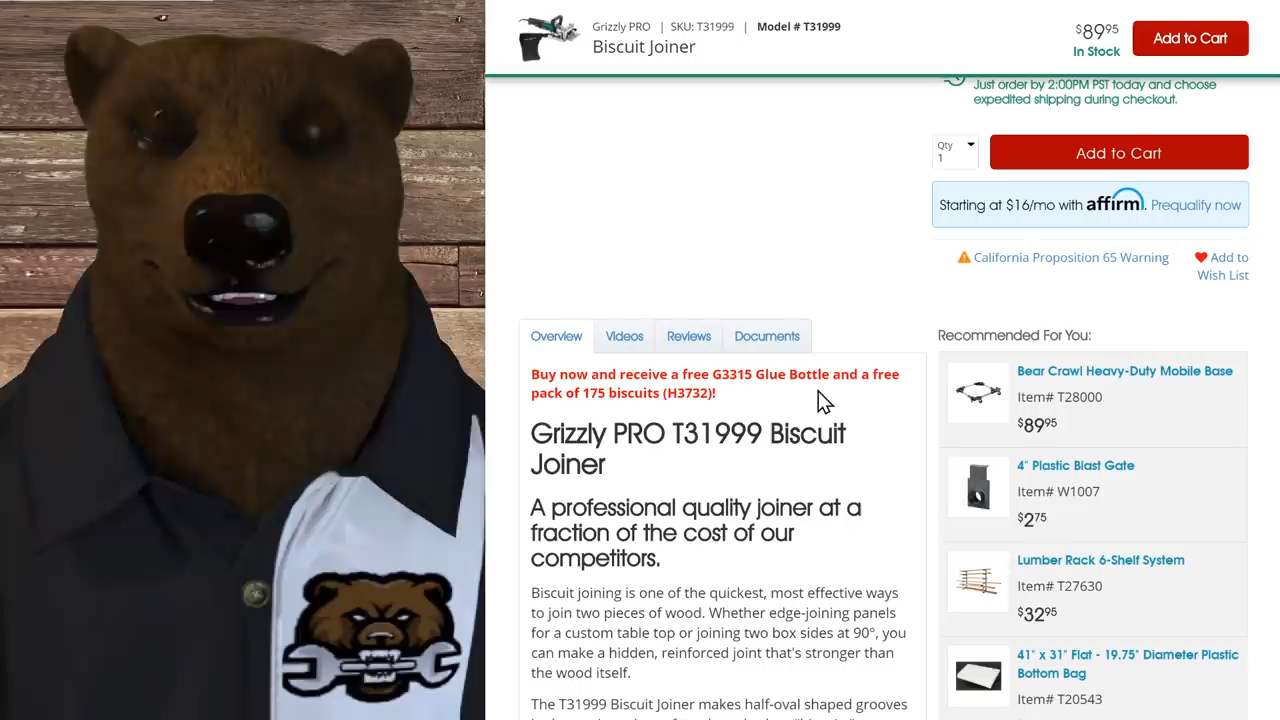 Grizzly PRO | SKU: T31999 | Model # T31999
Biscuit Joiner
$89.95
In Stock
Add to Cart
Just order by 2:00PM PST today and choose
expedited shipping during checkout.
Qty
1
Add to Cart
Starting at $16/mo with affirm. Prequalify now
California Proposition 65 Warning
Add to
Wish List
Overview
Videos
Reviews
Documents
Buy now and receive a free G3315 Glue Bottle and a free
pack of 175 biscuits (H3732)!
Grizzly PRO T31999 Biscuit
Joiner
A professional quality joiner at a
fraction of the cost of our
competitors.
Biscuit joining is one of the quickest, most effective ways
to join two pieces of wood. Whether edge-joining panels
for a custom table top or joining two box sides at 90°, you
can make a hidden, reinforced joint that's stronger than
the wood itself.
The T31999 Biscuit Joiner makes half-oval shaped grooves
Recommended For You:
Bear Crawl Heavy-Duty Mobile Base
Item# T28000
$89.95
4" Plastic Blast Gate
Item# W1007
$2.75
Lumber Rack 6-Shelf System
Item# T27630
$32.95
41" x 31" Flat - 19.75" Diameter Plastic
Bottom Bag
Item# T20543